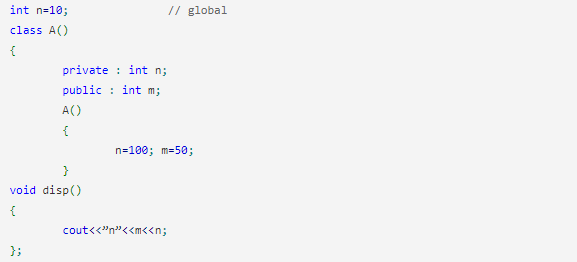 int n=10;                // global
class A()
{
        private : int n;
        public : int m;
        A()
        {
                n=100; m=50;
        }
void disp()
{
        cout<<”n”<<m<<n;
};